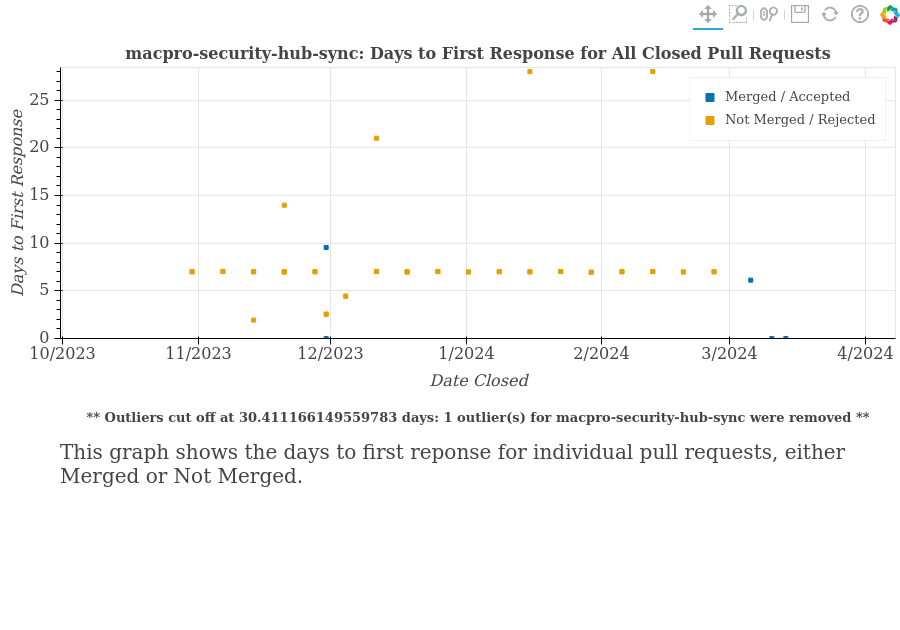 macpro-security-hub-sync: Days to First Response for All Closed Pull Requests
Merged / Accepted
Not Merged / Rejected
Days to First Response
25
20
15
10
5
0
10/2023 11/2023 12/2023 1/2024 2/2024 3/2024 4/2024
Date Closed
** Outliers cut off at 30.411166149559783 days: 1 outlier(s) for macpro-security-hub-sync were removed **
This graph shows the days to first reponse for individual pull requests, either
Merged or Not Merged.